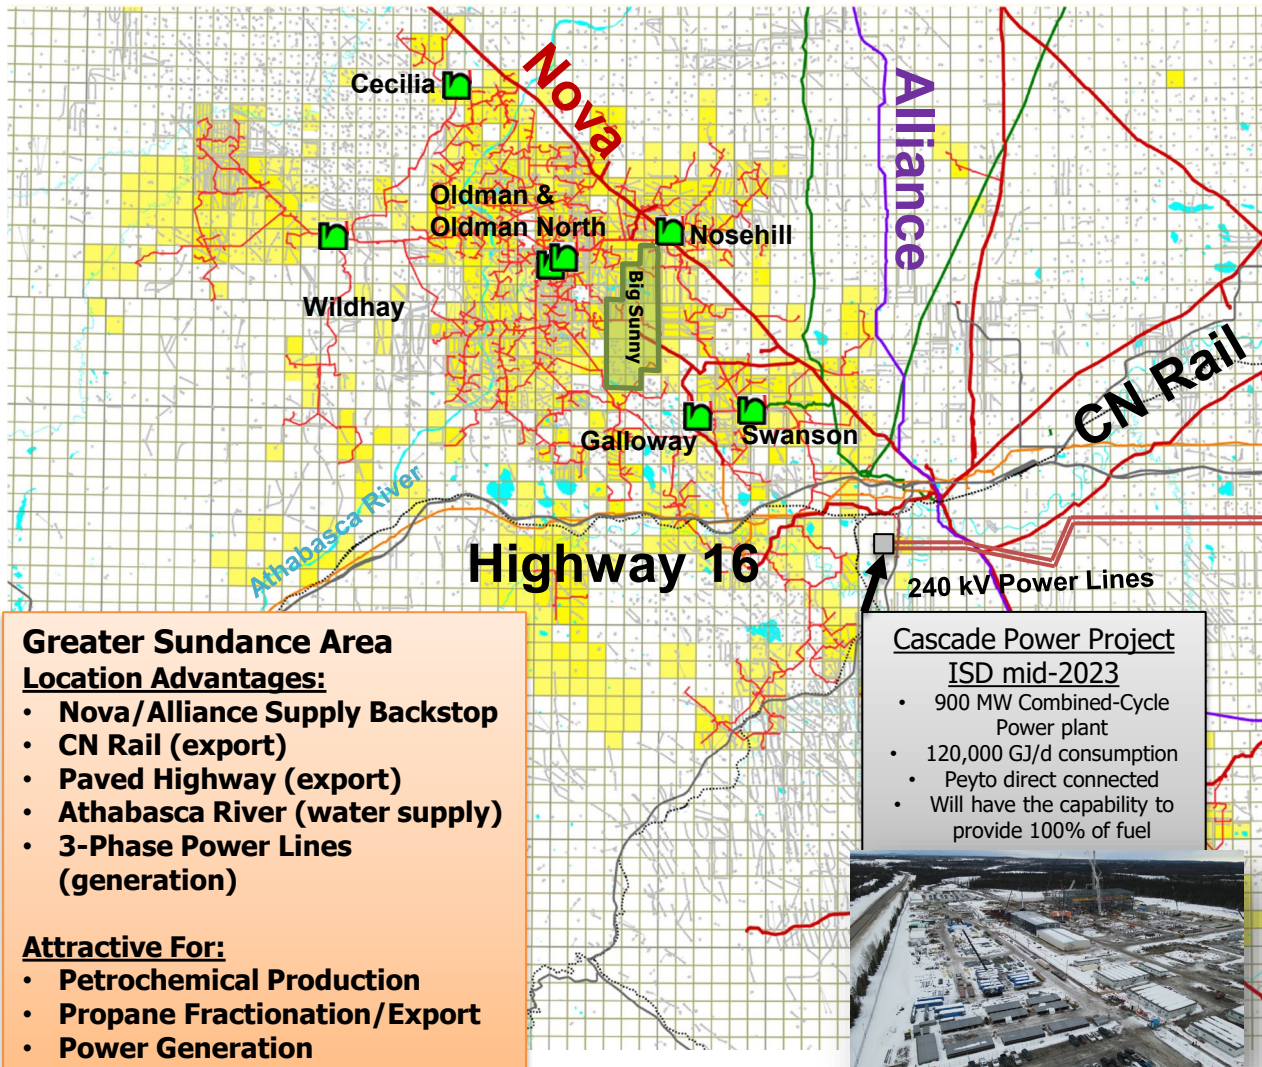 Nova
Alliance
Cecilia
Oldman &
Oldman North
Nosehill
Big Sunny
Wildhay
Galloway
Swanson
CN Rail
Athabasca River
Highway 16
240 kV Power Lines
Greater Sundance Area
Location Advantages:
• Nova/Alliance Supply Backstop
• CN Rail (export)
• Paved Highway (export)
• Athabasca River (water supply)
• 3-Phase Power Lines
(generation)
Attractive For:
• Petrochemical Production
• Propane Fractionation/Export
• Power Generation
Cascade Power Project
ISD mid-2023
• 900 MW Combined-Cycle
Power plant
• 120,000 GJ/d consumption
• Peyto direct connected
• Will have the capability to
provide 100% of fuel